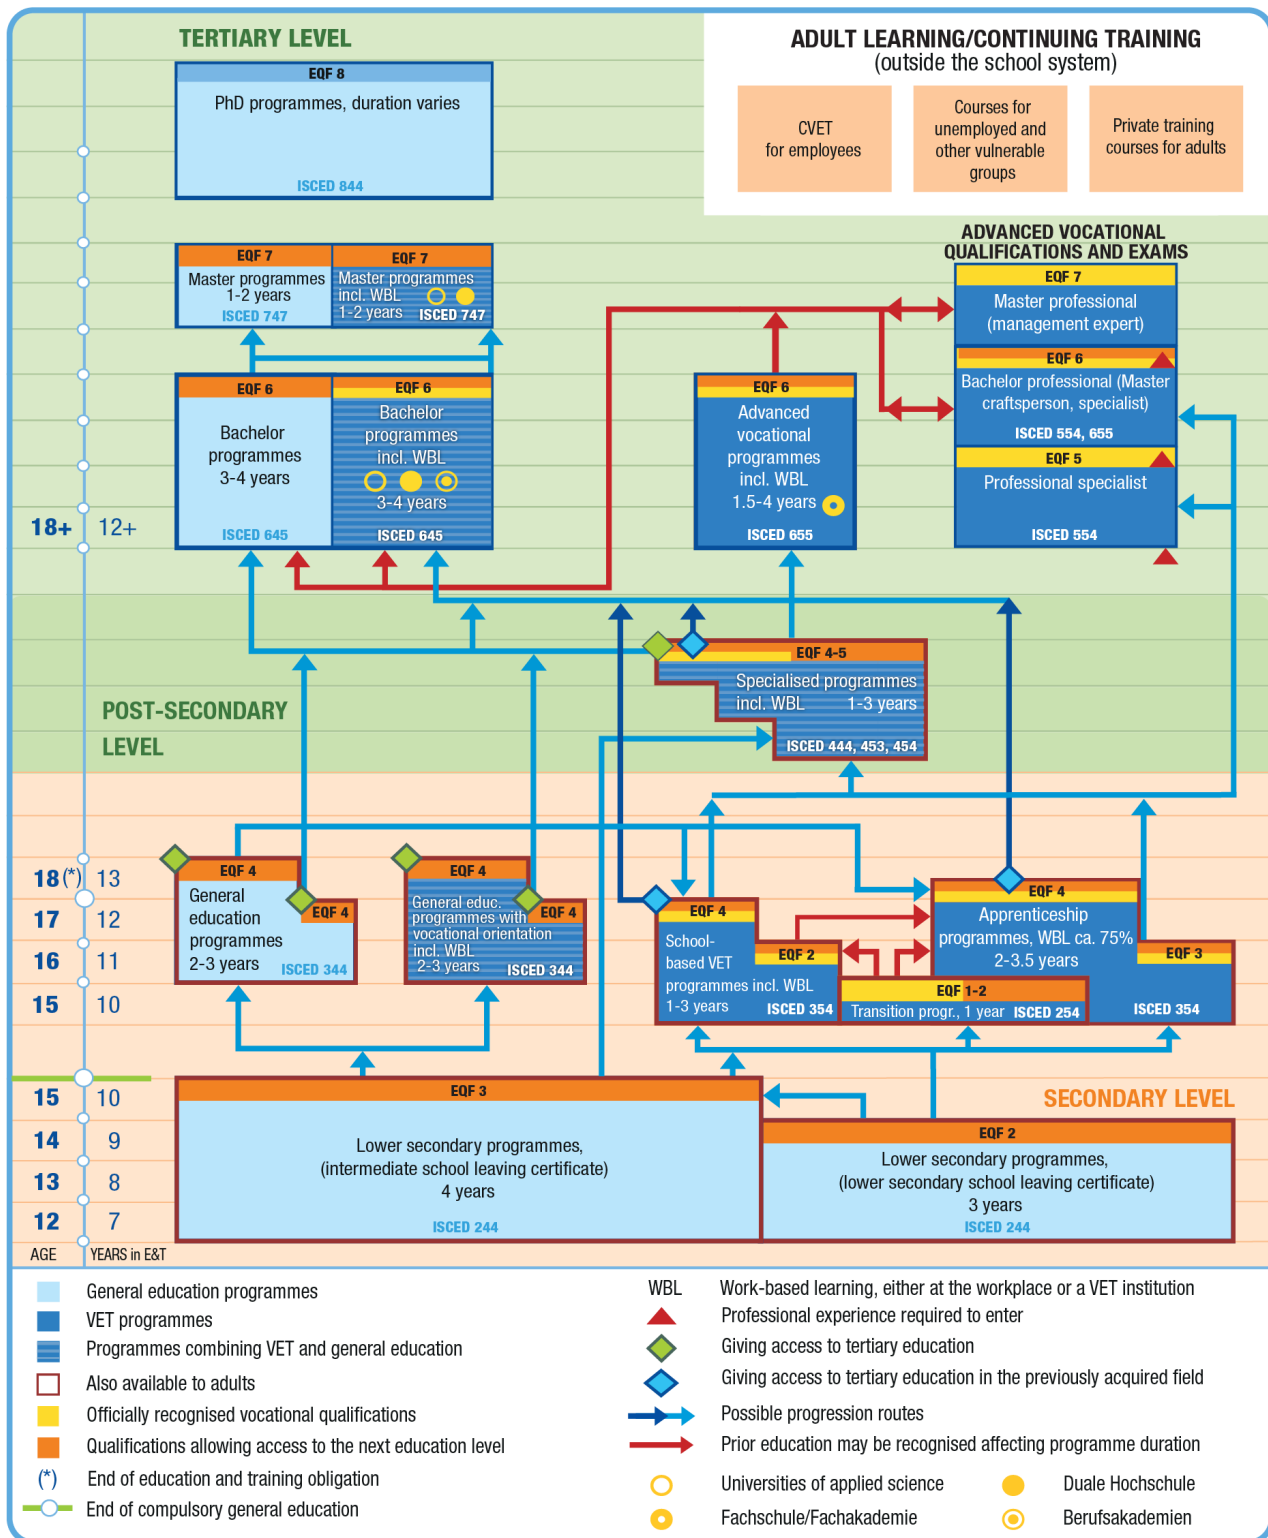 TERTIARY LEVEL
EQF 8
PhD programmes, duration varies
ISCED 844
ADULT LEARNING/CONTINUING TRAINING
(outside the school system)
CVET
for employees
Courses for
unemployed and
other vulnerable
groups
Private training
courses for adults
EQF 7
Master programmes
1-2 years
ISCED 747
EQF 7
Master programmes
incl. WBL
1-2 years
ISCED 747
ADVANCED VOCATIONAL
QUALIFICATIONS AND EXAMS
EQF 7
Master professional
(management expert)
EQF 6
Bachelor professional (Master
craftsperson, specialist)
ISCED 554, 655
EQF 5
Professional specialist
ISCED 554
EQF 6
Bachelor
programmes
3-4 years
ISCED 645
EQF 6
Bachelor
programmes
incl. WBL
3-4 years
ISCED 645
EQF 6
Advanced
vocational
programmes
incl. WBL
1.5-4 years
ISCED 655
18+ 12+
POST-SECONDARY
LEVEL
EQF 4-5
Specialised programmes
incl. WBL 1-3 years
ISCED 444, 453, 454
18 (*) 13
17 12
16 11
15 10
EQF 4
General
education
programmes
2-3 years
EQF 4
ISCED 344
EQF 4
General educ.
programmes with
vocational orientation
incl. WBL
2-3 years
EQF 4
ISCED 344
EQF 4
School-
based VET
programmes incl. WBL
1-3 years
EQF 2
ISCED 354
EQF 1-2
Transition progr., 1 year ISCED 254
EQF 4
Apprenticeship
programmes, WBL ca. 75%
2-3.5 years
EQF 3
ISCED 354
15 10
14 9
13 8
12 7
AGE YEARS in E&T
EQF 3
Lower secondary programmes,
(intermediate school leaving certificate)
4 years
ISCED 244
SECONDARY LEVEL
EQF 2
Lower secondary programmes,
(lower secondary school leaving certificate)
3 years
ISCED 244
General education programmes
VET programmes
Programmes combining VET and general education
Also available to adults
Officially recognised vocational qualifications
Qualifications allowing access to the next education level
(*) End of education and training obligation
End of compulsory general education
WBL Work-based learning, either at the workplace or a VET institution
Professional experience required to enter
Giving access to tertiary education
Giving access to tertiary education in the previously acquired field
Possible progression routes
Prior education may be recognised affecting programme duration
Universities of applied science
Duale Hochschule
Fachschule/Fachakademie
Berufsakademien